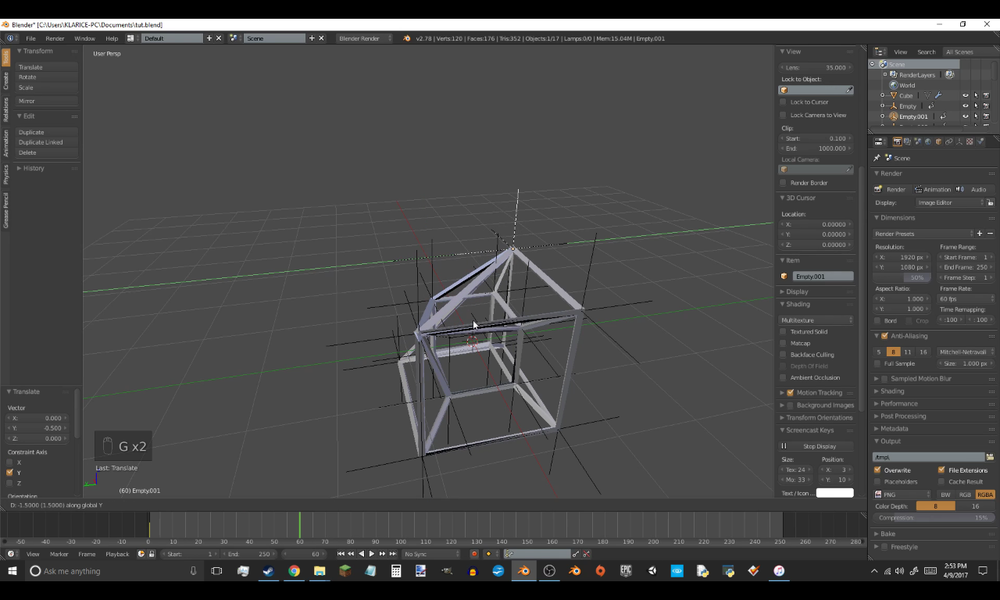 Blender* [C:\Users\KLARICE-PC\Documents\tut.blend]
File Render Window Help Default Scene Blender Render v2.78 | Verts:120 | Faces:176 | Tris:352 | Objects:1/17 | Lamps:0/0 | Mem:15.04M | Empty.001
Tools
Create
Relations
Animation
Physics
Grease Pencil
Transform
Translate
Rotate
Scale
Mirror
Edit
Duplicate
Duplicate Linked
Delete
History
Translate
Vector
X: 0.000
Y: -0.500
Z: 0.000
Constraint Axis
X
Y
Z
Orientation
User Persp
G x2
Last: Translate
(60) Empty.001
D: -1.5000 (1.5000) along global Y
View
Lens: 35.000
Lock to Object:
Lock to Cursor
Lock Camera to View
Clip:
Start: 0.100
End: 1000.000
Local Camera:
Render Border
3D Cursor
Location:
X: 0.00000
Y: 0.00000
Z: 0.00000
Item
Empty.001
Display
Shading
Multitexture
Textured Solid
Matcap
Backface Culling
Depth Of Field
Ambient Occlusion
Motion Tracking
Background Images
Transform Orientations
Screencast Keys
Stop Display
Size: Position:
Tex: 24 X: 3
Mo: 33 Y: 10
Text / Icon ...
View Search All Scenes
Scene
RenderLayers
World
Cube
Empty
Empty.001
Scene
Render
Render Animation Audio
Display: Image Editor
Dimensions
Render Presets
Resolution: Frame Range:
X: 1920 px Start Frame: 1
Y: 1080 px End Frame: 250
50% Frame Step: 1
Aspect Ratio: Frame Rate:
X: 1.000 60 fps
Y: 1.000 Time Remapping:
Bord Crop :100 : 100
Anti-Aliasing
5 8 11 16 Mitchell-Netravali
Full Sample Size: 1.000 px
Sampled Motion Blur
Shading
Performance
Post Processing
Metadata
Output
/tmp\
Overwrite File Extensions
Placeholders Cache Result
PNG BW RGB RGBA
Color Depth: 8 16
Compression: 15%
Bake
Freestyle
-50 -40 -30 -20 -10 0 10 20 30 40 50 60 70 80 90 100 110 120 130 140 150 160 170 180 190 200 210 220 230 240 250 260 270 280
View Marker Frame Playback Start: 1 End: 250 60 No Sync
Ask me anything
EPIC GAMES
2:53 PM
4/9/2017